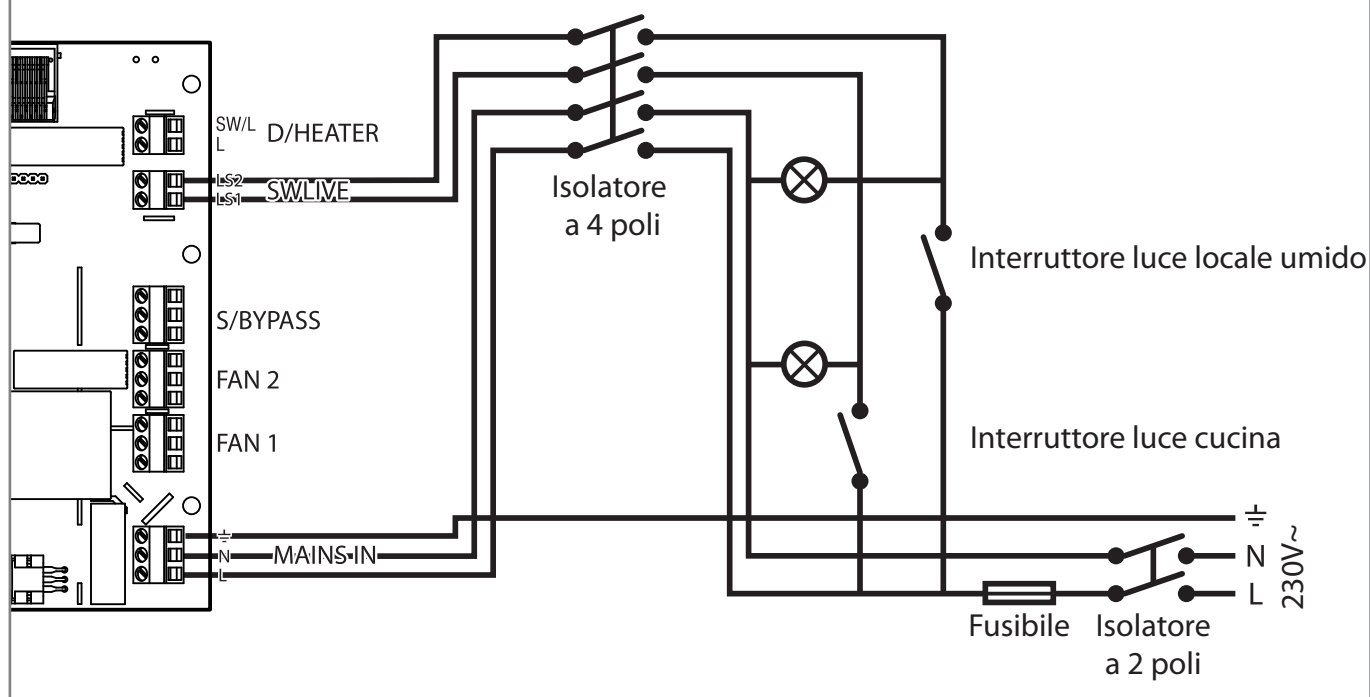 SW/L
L
D/HEATER
LS2
LS1
SWLIVE
S/BYPASS
FAN 2
FAN 1
N
L
MAINS IN
Isolatore
a 4 poli
Interruttore luce locale umido
Interruttore luce cucina
N
L
230V~
Fusibile
Isolatore
a 2 poli